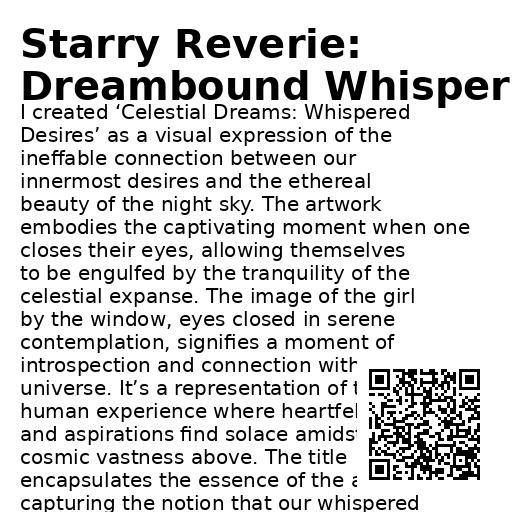 Starry Reverie:
Dreambound Whisper
I created ‘Celestial Dreams: Whispered
Desires’ as a visual expression of the
ineffable connection between our
innermost desires and the ethereal
beauty of the night sky. The artwork
embodies the captivating moment when one
closes their eyes, allowing themselves
to be engulfed by the tranquility of the
celestial expanse. The image of the girl
by the window, eyes closed in serene
contemplation, signifies a moment of
introspection and connection with
universe. It’s a representation of
human experience where
and aspirations find solace
cosmic vastness above. The title
encapsulates the essence of the
capturing the notion that our whispered